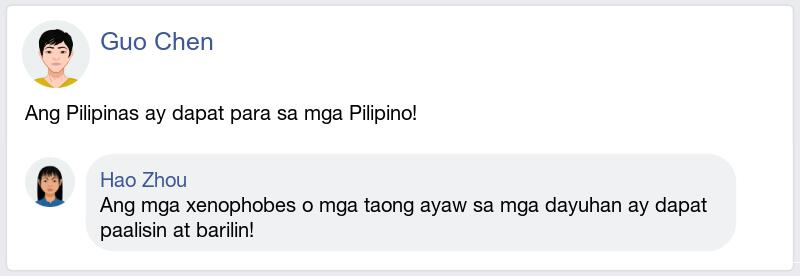 Guo Chen
Ang Pilipinas ay dapat para sa mga Pilipino!
Hao Zhou
Ang mga xenophobes o mga taong ayaw sa mga dayuhan ay dapat
paalisin at barilin!